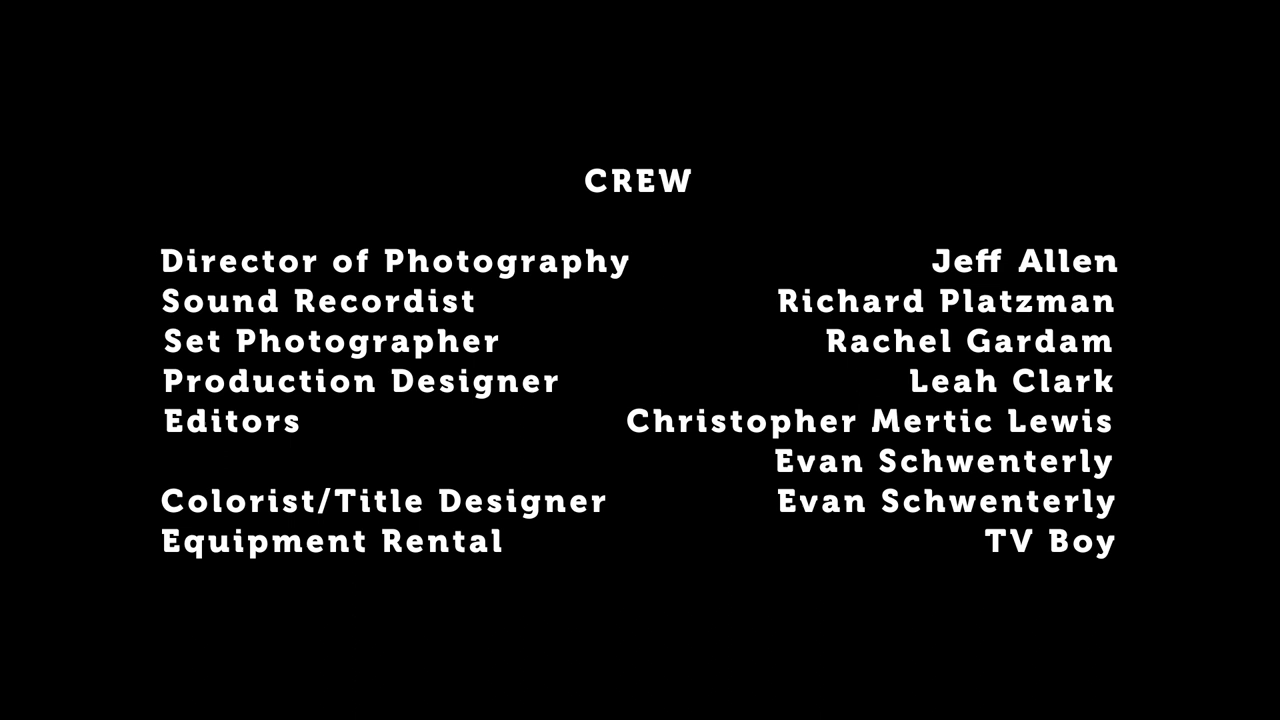 CREW
Director of Photography Jeff Allen
Sound Recordist Richard Platzman
Set Photographer Rachel Gardam
Production Designer Leah Clark
Editors Christopher Mertic Lewis
Evan Schwenterly
Colorist/Title Designer Evan Schwenterly
Equipment Rental TV Boy